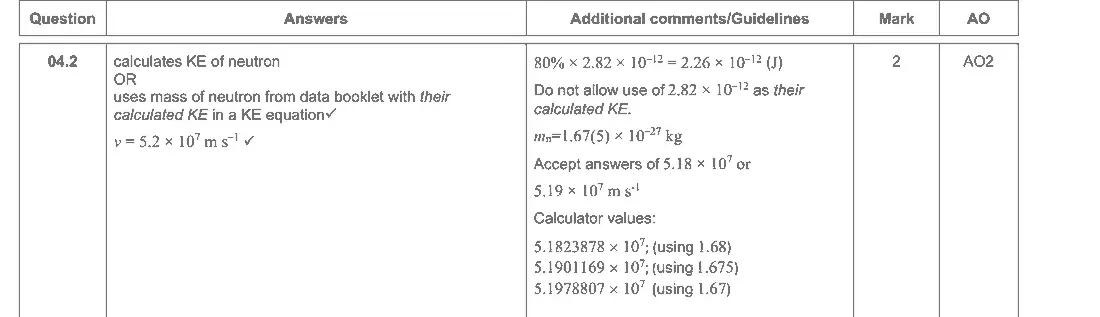 Question Answers Additional comments/Guidelines Mark AO
04.2 calculates KE of neutron 80% × 2.82 × 10⁻¹² = 2.26 × 10⁻¹² (J) 2 AO2
OR
uses mass of neutron from data booklet with their
calculated KE in a KE equation✓
v = 5.2 × 10⁷ m s⁻¹ ✓
Do not allow use of 2.82 × 10⁻¹² as their
calculated KE.
mₙ=1.67(5) × 10⁻²⁷ kg
Accept answers of 5.18 × 10⁷ or
5.19 × 10⁷ m s⁻¹
Calculator values:
5.1823878 × 10⁷; (using 1.68)
5.1901169 × 10⁷; (using 1.675)
5.1978807 × 10⁷ (using 1.67)